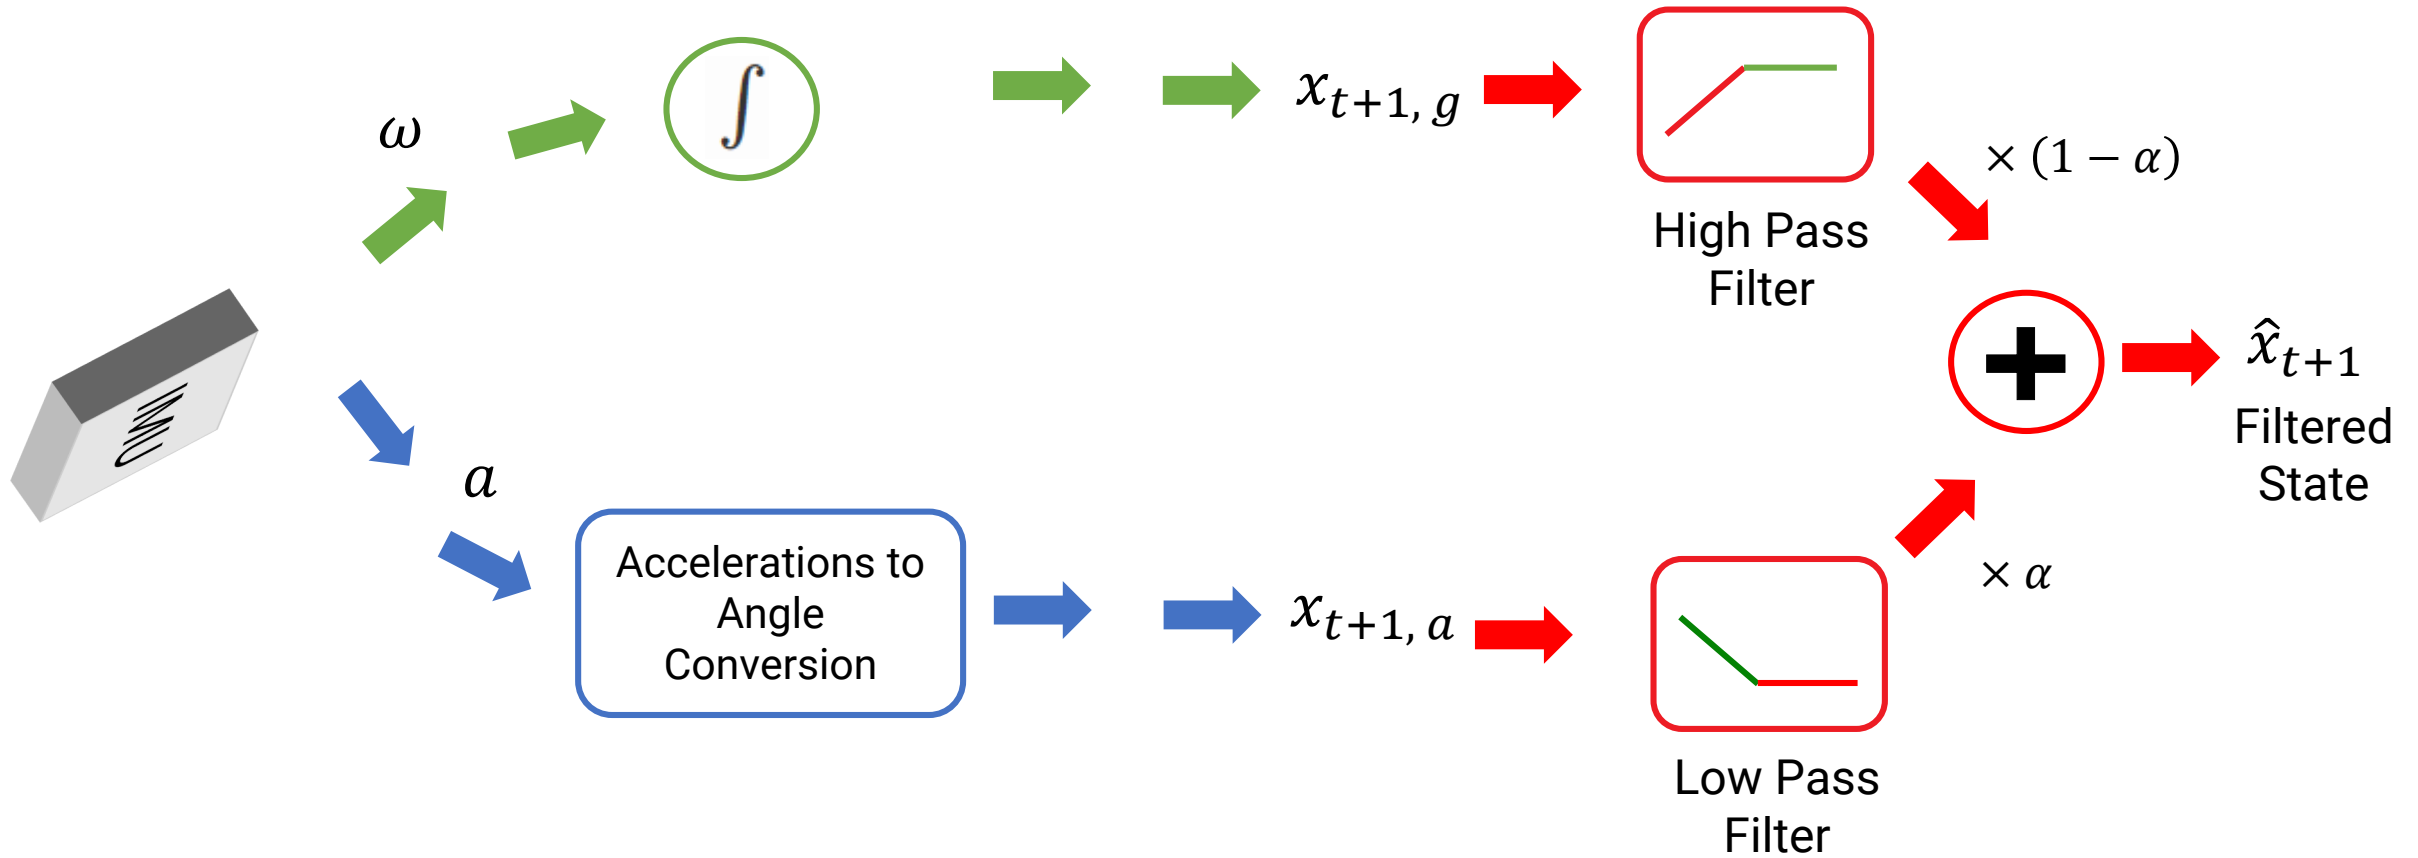 ω
∫
x_{t+1, g}
× (1 − α)
High Pass
Filter
IMU
x̂_{t+1}
Filtered
State
a
Accelerations to
Angle
Conversion
x_{t+1, a}
× α
Low Pass
Filter